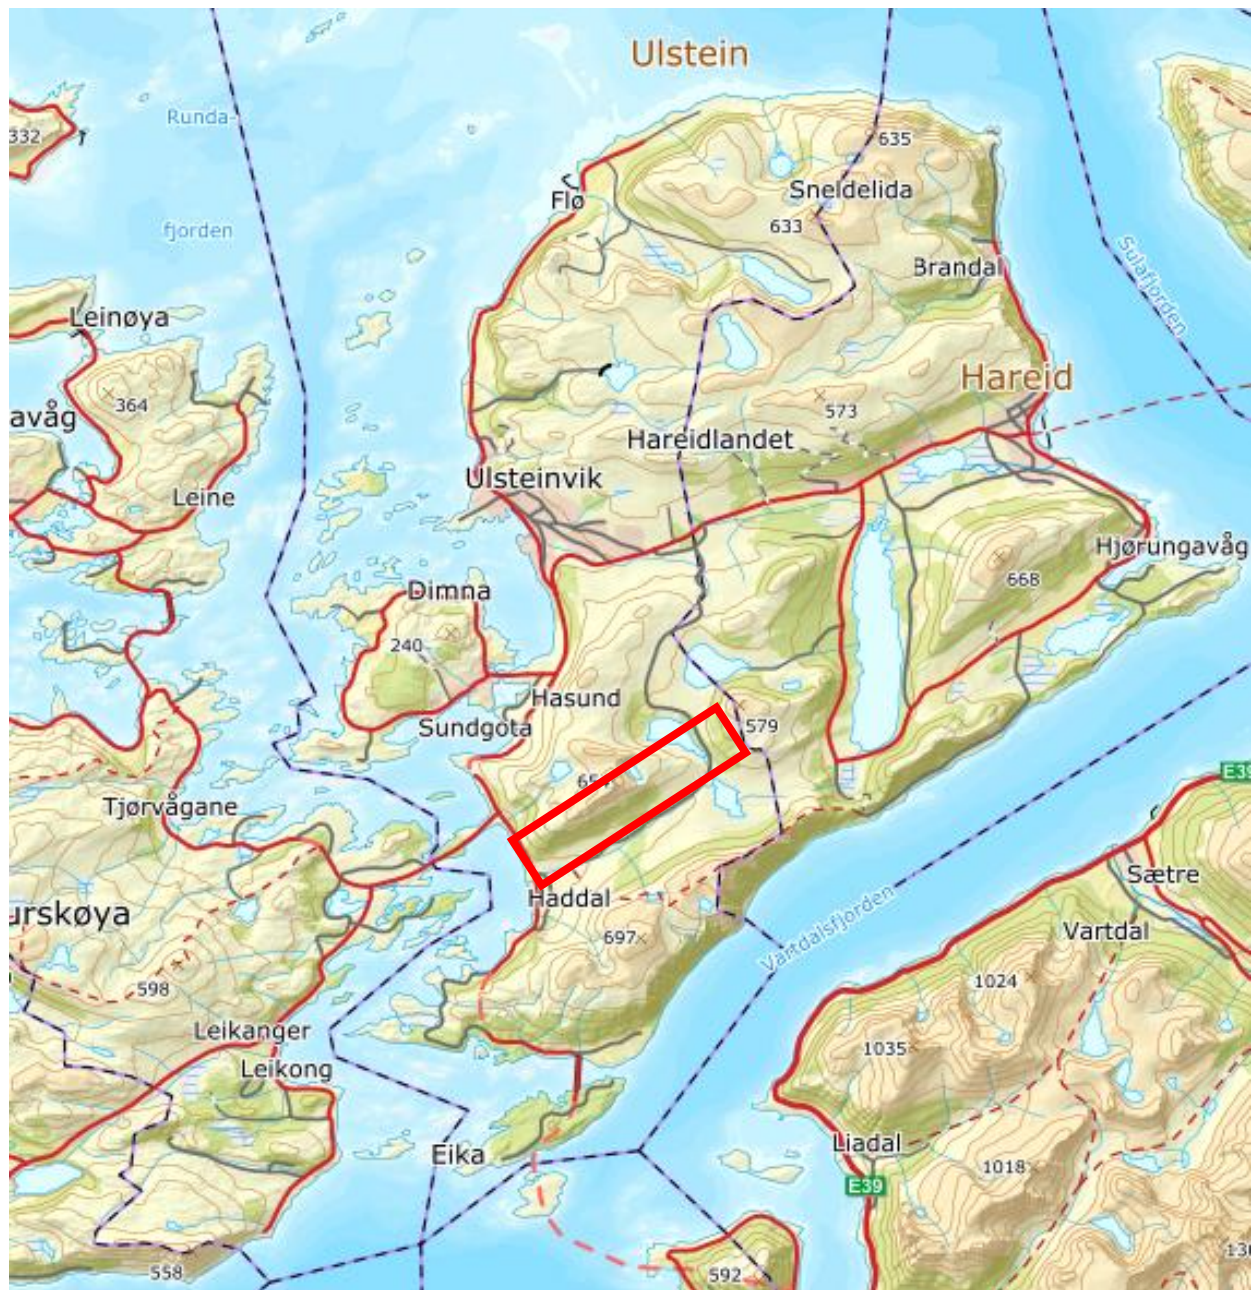 Ulstein
Runda-
332
635
Flø
Sneldelida
633
fjorden
Sulafjorden
Brandal
Leinøya
Hareid
364
573
avåg
Hareidlandet
Ulsteinvik
Leine
Hjørungavåg
668
Dimna
240
Hasund
Sundgota
579
E39
Tjørvågane
Sætre
Haddal
urskøya
Vartdalsfjorden
Vartdal
697
598
1024
Leikanger
1035
Leikong
Eika
Liadal
1018
E39
558
592